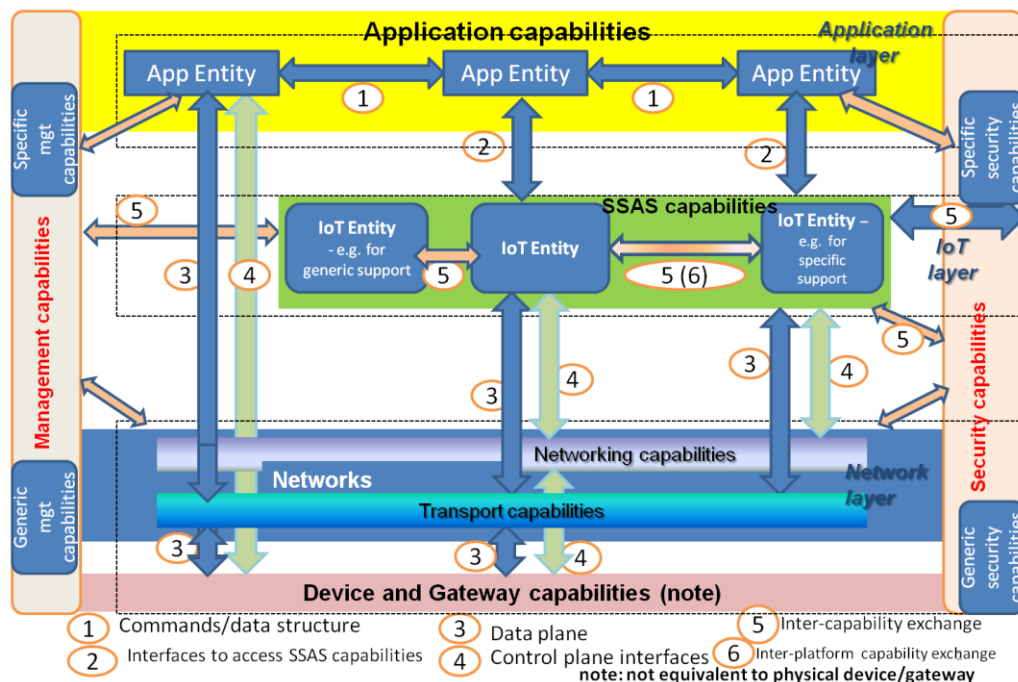 Application capabilities
Application
layer
App Entity
App Entity
App Entity
1
1
Specific mgt
capabilities
Specific
security
capabilities
2
2
SSAS capabilities
5
IoT Entity
- e.g. for
generic support
IoT Entity
IoT Entity –
e.g. for
specific
support
5
IoT
layer
3
4
5
5 (6)
5
Management capabilities
Security capabilities
3
4
3
4
Networking capabilities
Networks
Network
layer
Transport capabilities
Generic mgt
capabilities
Generic
security
capabilities
3
3
4
Device and Gateway capabilities (note)
1 Commands/data structure
2 Interfaces to access SSAS capabilities
3 Data plane
4 Control plane interfaces
5 Inter-capability exchange
6 Inter-platform capability exchange
note: not equivalent to physical device/gateway